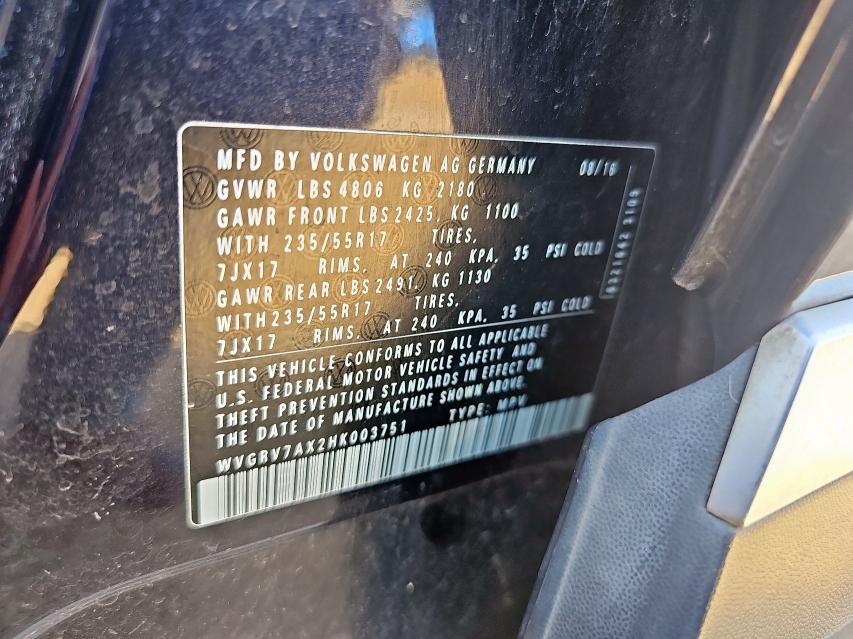 MFD BY VOLKSWAGEN AG GERMANY 08/16
GVWR LBS 4806 KG 2180
GAWR FRONT LBS 2425, KG 1100
WITH 235/55R17 TIRES,
7JX17 RIMS, AT 240 KPA, 35 PSI COLD
GAWR REAR LBS 2491, KG 1130
WITH 235/55R17 TIRES,
7JX17 RIMS, AT 240 KPA, 35 PSI COLD
THIS VEHICLE CONFORMS TO ALL APPLICABLE
U.S. FEDERAL MOTOR VEHICLE SAFETY AND
THEFT PREVENTION STANDARDS IN EFFECT ON
THE DATE OF MANUFACTURE SHOWN ABOVE.
WVGRV7AX2HK003751 TYPE: MPV